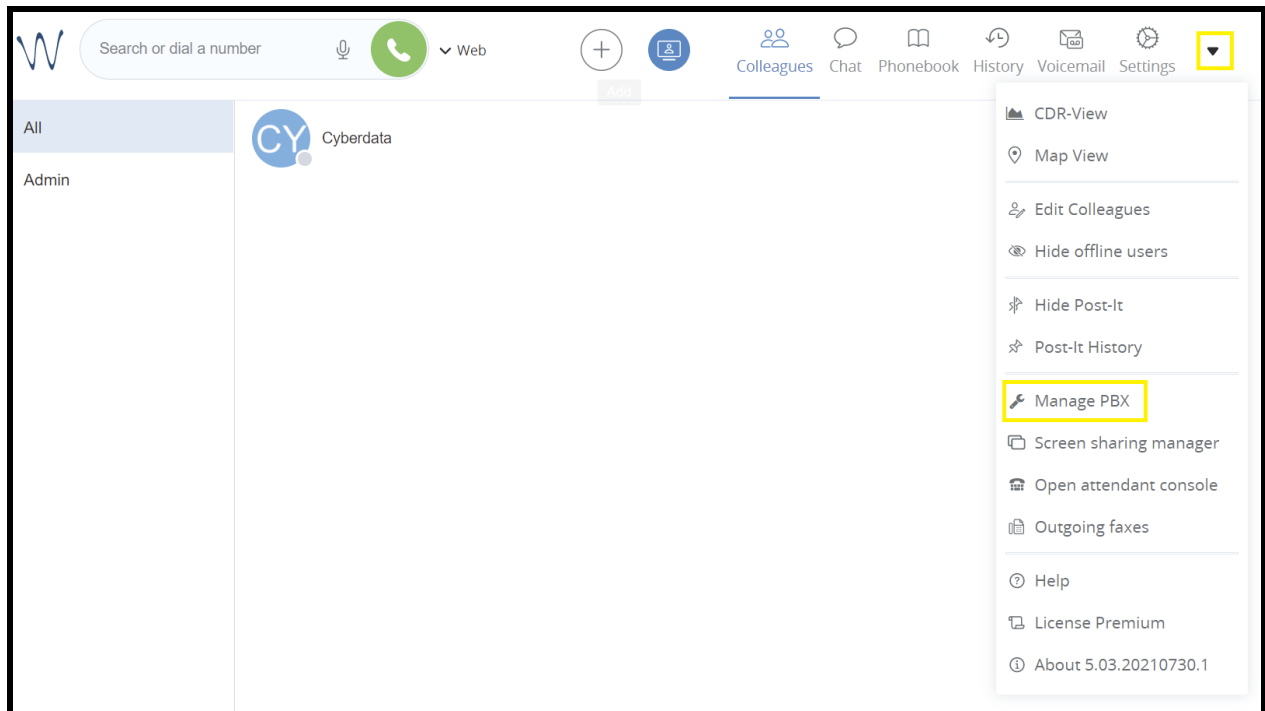 Search or dial a number
Web
Add
Colleagues
Chat
Phonebook
History
Voicemail
Settings
All
Admin
CY
Cyberdata
CDR-View
Map View
Edit Colleagues
Hide offline users
Hide Post-It
Post-It History
Manage PBX
Screen sharing manager
Open attendant console
Outgoing faxes
Help
License Premium
About 5.03.20210730.1